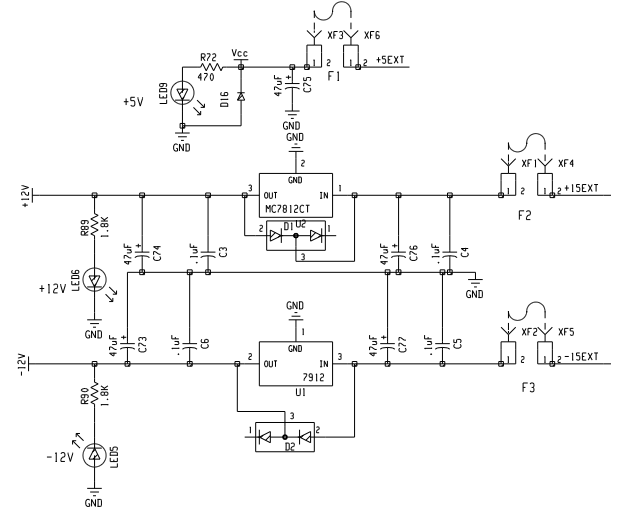 XF3 XF6
R72 Vcc 1 2 +5EXT
470 F1
LED9 D16 47uF + C75
+5V
GND GND
GND
XF1 XF4
2
+12V 3 OUT GND IN 1 1 2 +15EXT
MC7812CT
F2
R89 1.8K 2 D1 U2 1
3
47uF + C74 .1uF C3 47uF + C76 .1uF C4
LED6
+12V
GND
GND GND
XF2 XF5
47uF + C73 .1uF C6 1 47uF + C77 .1uF C5
GND
-12V 2 OUT IN 3 1 2 -15EXT
7912
U1 F3
R90 1.8K
3
1 2
D2
LED5
-12V
GND